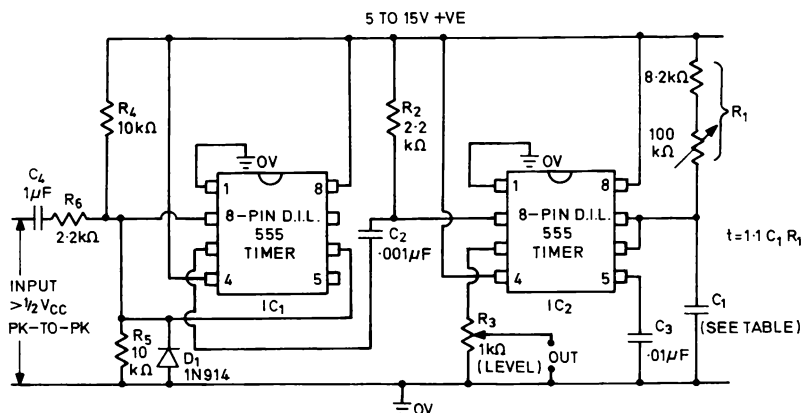 5 TO 15V +VE
R4
10kΩ
R2
2·2
kΩ
8·2kΩ
R1
100
kΩ
C4
1µF
R6
2·2kΩ
0V
1
8
8-PIN D.I.L.
555
TIMER
4
5
IC1
C2
·001µF
0V
1
8
8-PIN D.I.L.
555
TIMER
4
5
IC2
t=1·1 C1 R1
INPUT
>½VCC
PK-TO-PK
R5
10
kΩ
D1
1N914
R3
1kΩ
(LEVEL)
OUT
C3
·01µF
C1
(SEE TABLE)
0V